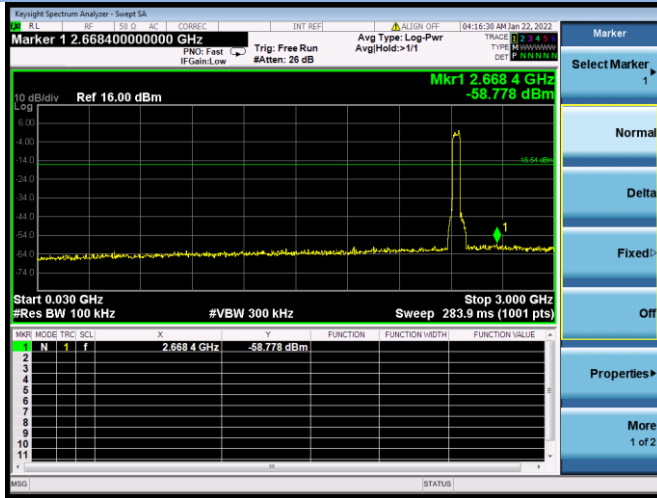 Keysight Spectrum Analyzer - Swept SA
RL RF 50 Ω AC CORREC INT REF ALIGN OFF 04:16:30 AM Jan 22, 2022
Marker 1 2.668400000000 GHz
PNO: Fast
IFGain:Low
Trig: Free Run
#Atten: 26 dB
Avg Type: Log-Pwr
Avg|Hold:>1/1
TRACE 1 2 3 4 5 6
TYPE MWWWWW
DET P NNNNN
Mkr1 2.668 4 GHz
-58.778 dBm
10 dB/div Ref 16.00 dBm
Log
6.00
-4.00
-14.0
-24.0
-34.0
-44.0
-54.0
-64.0
-74.0
-16.54 dBm
1
Start 0.030 GHz
Stop 3.000 GHz
#Res BW 100 kHz #VBW 300 kHz Sweep 283.9 ms (1001 pts)
MKR MODE TRC SCL X Y FUNCTION FUNCTION WIDTH FUNCTION VALUE
1 N 1 f 2.668 4 GHz -58.778 dBm
2
3
4
5
6
7
8
9
10
11
MSG STATUS
Marker
Select Marker
1
Normal
Delta
Fixed
Off
Properties
More
1 of 2